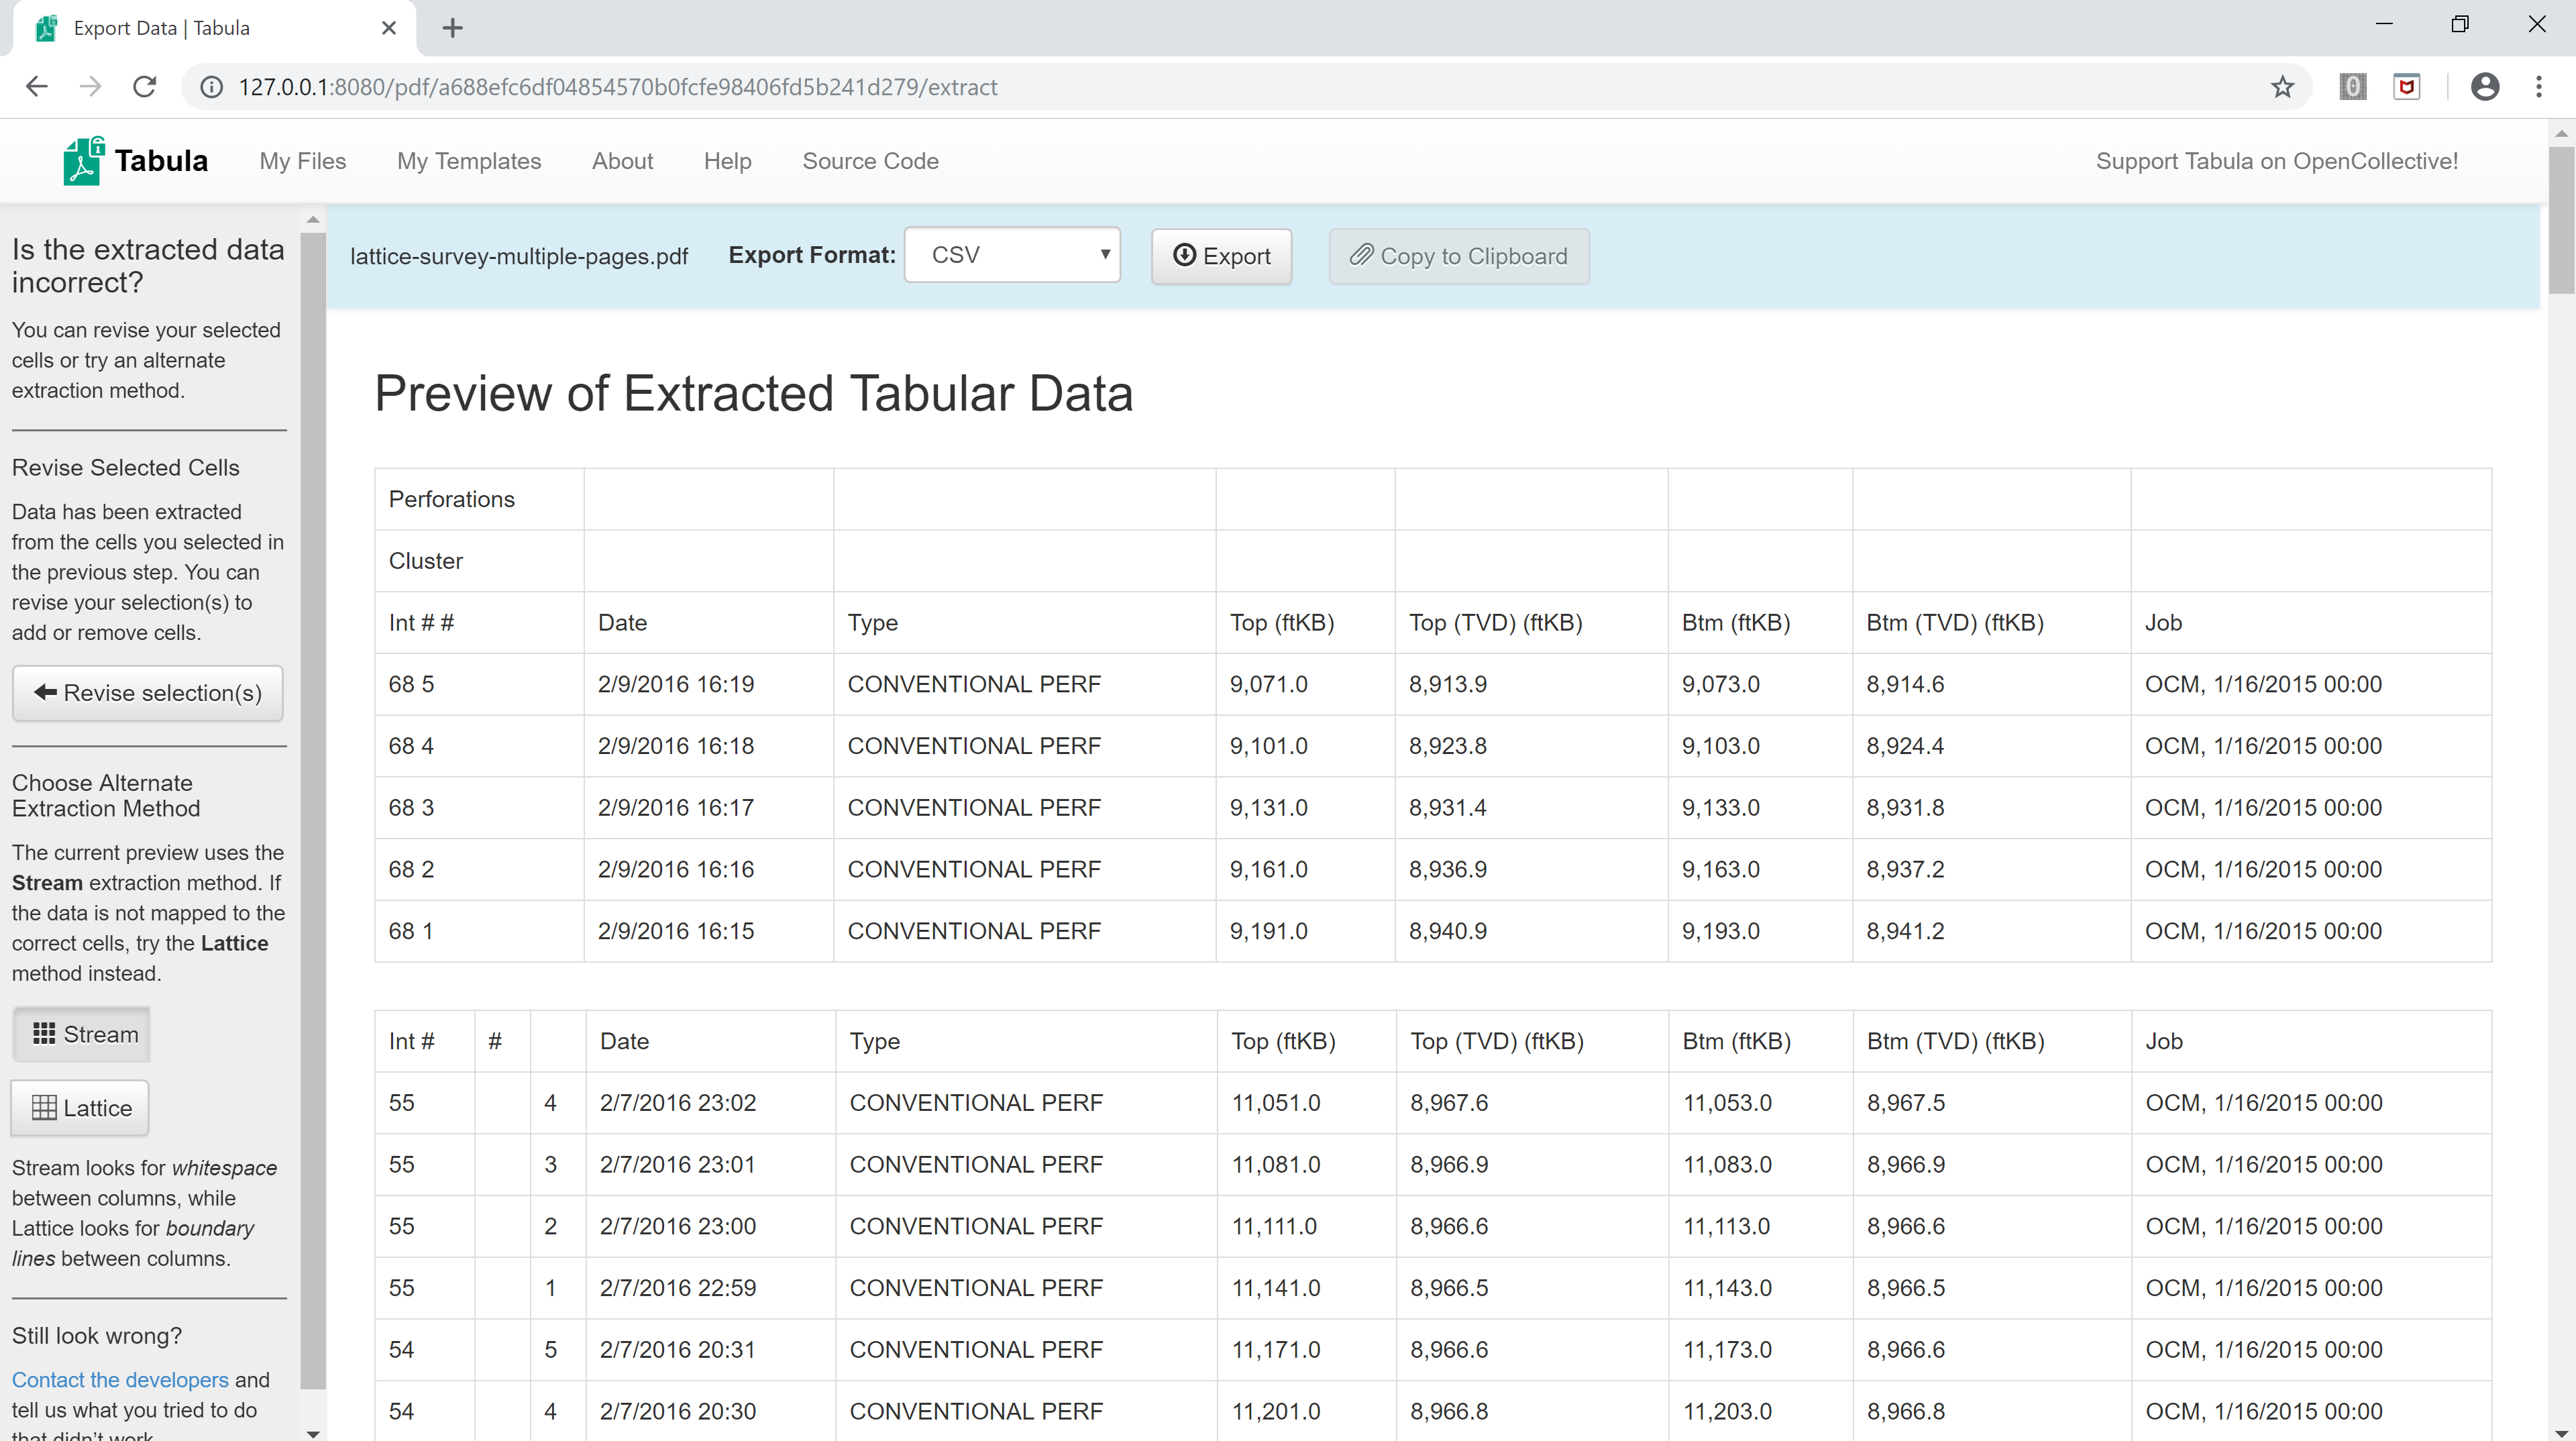 Export Data | Tabula
127.0.0.1:8080/pdf/a688efc6df04854570b0fcfe98406fd5b241d279/extract
Tabula My Files My Templates About Help Source Code Support Tabula on OpenCollective!
Is the extracted data
incorrect?
You can revise your selected
cells or try an alternate
extraction method.
Revise Selected Cells
Data has been extracted
from the cells you selected in
the previous step. You can
revise your selection(s) to
add or remove cells.
Revise selection(s)
Choose Alternate
Extraction Method
The current preview uses the
Stream extraction method. If
the data is not mapped to the
correct cells, try the Lattice
method instead.
Stream
Lattice
Stream looks for whitespace
between columns, while
Lattice looks for boundary
lines between columns.
Still look wrong?
Contact the developers and
tell us what you tried to do
that didn't work.
lattice-survey-multiple-pages.pdf Export Format: CSV Export Copy to Clipboard
Preview of Extracted Tabular Data
Perforations
Cluster
Int # # Date Type Top (ftKB) Top (TVD) (ftKB) Btm (ftKB) Btm (TVD) (ftKB) Job
68 5 2/9/2016 16:19 CONVENTIONAL PERF 9,071.0 8,913.9 9,073.0 8,914.6 OCM, 1/16/2015 00:00
68 4 2/9/2016 16:18 CONVENTIONAL PERF 9,101.0 8,923.8 9,103.0 8,924.4 OCM, 1/16/2015 00:00
68 3 2/9/2016 16:17 CONVENTIONAL PERF 9,131.0 8,931.4 9,133.0 8,931.8 OCM, 1/16/2015 00:00
68 2 2/9/2016 16:16 CONVENTIONAL PERF 9,161.0 8,936.9 9,163.0 8,937.2 OCM, 1/16/2015 00:00
68 1 2/9/2016 16:15 CONVENTIONAL PERF 9,191.0 8,940.9 9,193.0 8,941.2 OCM, 1/16/2015 00:00
Int # # Date Type Top (ftKB) Top (TVD) (ftKB) Btm (ftKB) Btm (TVD) (ftKB) Job
55 4 2/7/2016 23:02 CONVENTIONAL PERF 11,051.0 8,967.6 11,053.0 8,967.5 OCM, 1/16/2015 00:00
55 3 2/7/2016 23:01 CONVENTIONAL PERF 11,081.0 8,966.9 11,083.0 8,966.9 OCM, 1/16/2015 00:00
55 2 2/7/2016 23:00 CONVENTIONAL PERF 11,111.0 8,966.6 11,113.0 8,966.6 OCM, 1/16/2015 00:00
55 1 2/7/2016 22:59 CONVENTIONAL PERF 11,141.0 8,966.5 11,143.0 8,966.5 OCM, 1/16/2015 00:00
54 5 2/7/2016 20:31 CONVENTIONAL PERF 11,171.0 8,966.6 11,173.0 8,966.6 OCM, 1/16/2015 00:00
54 4 2/7/2016 20:30 CONVENTIONAL PERF 11,201.0 8,966.8 11,203.0 8,966.8 OCM, 1/16/2015 00:00